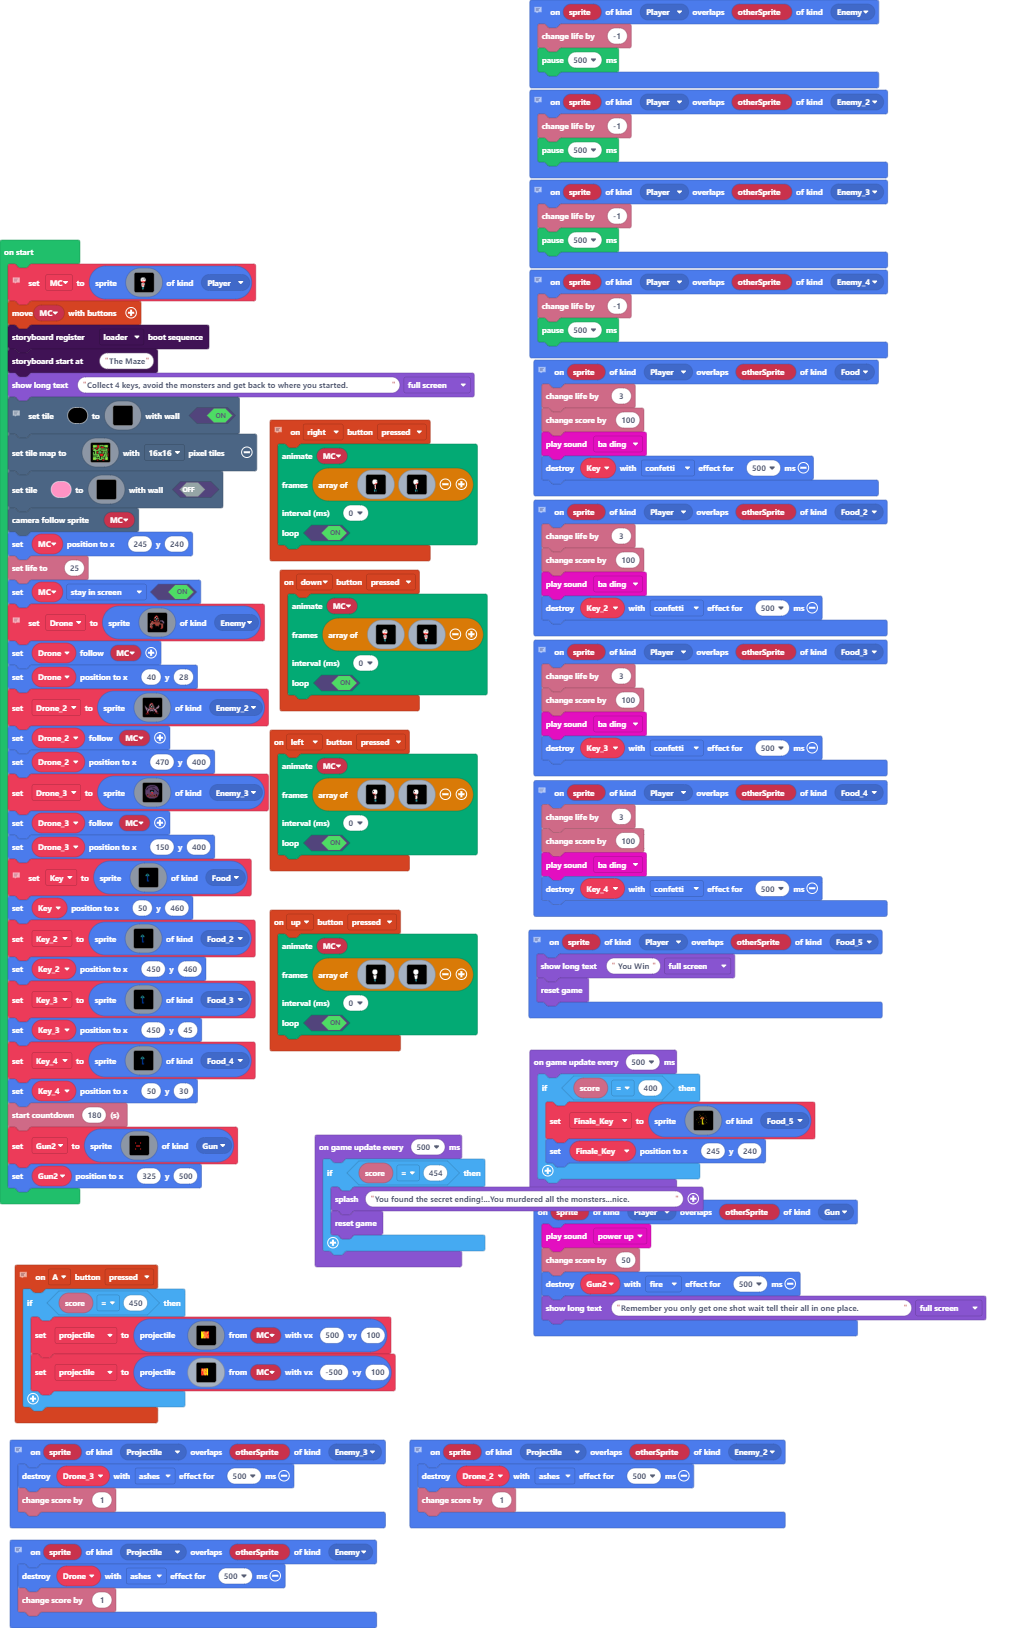 on start
set MC to sprite of kind Player
move MC with buttons
storyboard register loader boot sequence
storyboard start at "The Maze"
show long text "Collect 4 keys, avoid the monsters and get back to where you started. " full screen
set tile to with wall ON
set tile map to with 16x16 pixel tiles
set tile to with wall OFF
camera follow sprite MC
set MC position to x 245 y 240
set life to 25
set MC stay in screen ON
set Drone to sprite of kind Enemy
set Drone follow MC
set Drone position to x 40 y 28
set Drone_2 to sprite of kind Enemy_2
set Drone_2 follow MC
set Drone_2 position to x 470 y 400
set Drone_3 to sprite of kind Enemy_3
set Drone_3 follow MC
set Drone_3 position to x 150 y 400
set Key to sprite of kind Food
set Key position to x 50 y 460
set Key_2 to sprite of kind Food_2
set Key_2 position to x 450 y 460
set Key_3 to sprite of kind Food_3
set Key_3 position to x 450 y 45
set Key_4 to sprite of kind Food_4
set Key_4 position to x 50 y 30
start countdown 180 (s)
set Gun2 to sprite of kind Gun
set Gun2 position to x 325 y 500
on right button pressed
animate MC
frames array of
interval (ms) 0
loop ON
on down button pressed
animate MC
frames array of
interval (ms) 0
loop ON
on left button pressed
animate MC
frames array of
interval (ms) 0
loop ON
on up button pressed
animate MC
frames array of
interval (ms) 0
loop ON
on sprite of kind Player overlaps otherSprite of kind Enemy
change life by -1
pause 500 ms
on sprite of kind Player overlaps otherSprite of kind Enemy_2
change life by -1
pause 500 ms
on sprite of kind Player overlaps otherSprite of kind Enemy_3
change life by -1
pause 500 ms
on sprite of kind Player overlaps otherSprite of kind Enemy_4
change life by -1
pause 500 ms
on sprite of kind Player overlaps otherSprite of kind Food
change life by 3
change score by 100
play sound ba ding
destroy Key with confetti effect for 500 ms
on sprite of kind Player overlaps otherSprite of kind Food_2
change life by 3
change score by 100
play sound ba ding
destroy Key_2 with confetti effect for 500 ms
on sprite of kind Player overlaps otherSprite of kind Food_3
change life by 3
change score by 100
play sound ba ding
destroy Key_3 with confetti effect for 500 ms
on sprite of kind Player overlaps otherSprite of kind Food_4
change life by 3
change score by 100
play sound ba ding
destroy Key_4 with confetti effect for 500 ms
on sprite of kind Player overlaps otherSprite of kind Food_5
show long text " You Win " full screen
reset game
on game update every 500 ms
if score = 400 then
set Finale_Key to sprite of kind Food_5
set Finale_Key position to x 245 y 240
on game update every 500 ms
if score = 454 then
splash "You found the secret ending!...You murdered all the monsters...nice. "
reset game
on sprite of kind Player overlaps otherSprite of kind Gun
play sound power up
change score by 50
destroy Gun2 with fire effect for 500 ms
show long text "Remember you only get one shot wait tell their all in one place. " full screen
on A button pressed
if score = 450 then
set projectile to projectile from MC with vx 500 vy 100
set projectile to projectile from MC with vx -500 vy 100
on sprite of kind Projectile overlaps otherSprite of kind Enemy_3
destroy Drone_3 with ashes effect for 500 ms
change score by 1
on sprite of kind Projectile overlaps otherSprite of kind Enemy_2
destroy Drone_2 with ashes effect for 500 ms
change score by 1
on sprite of kind Projectile overlaps otherSprite of kind Enemy
destroy Drone with ashes effect for 500 ms
change score by 1